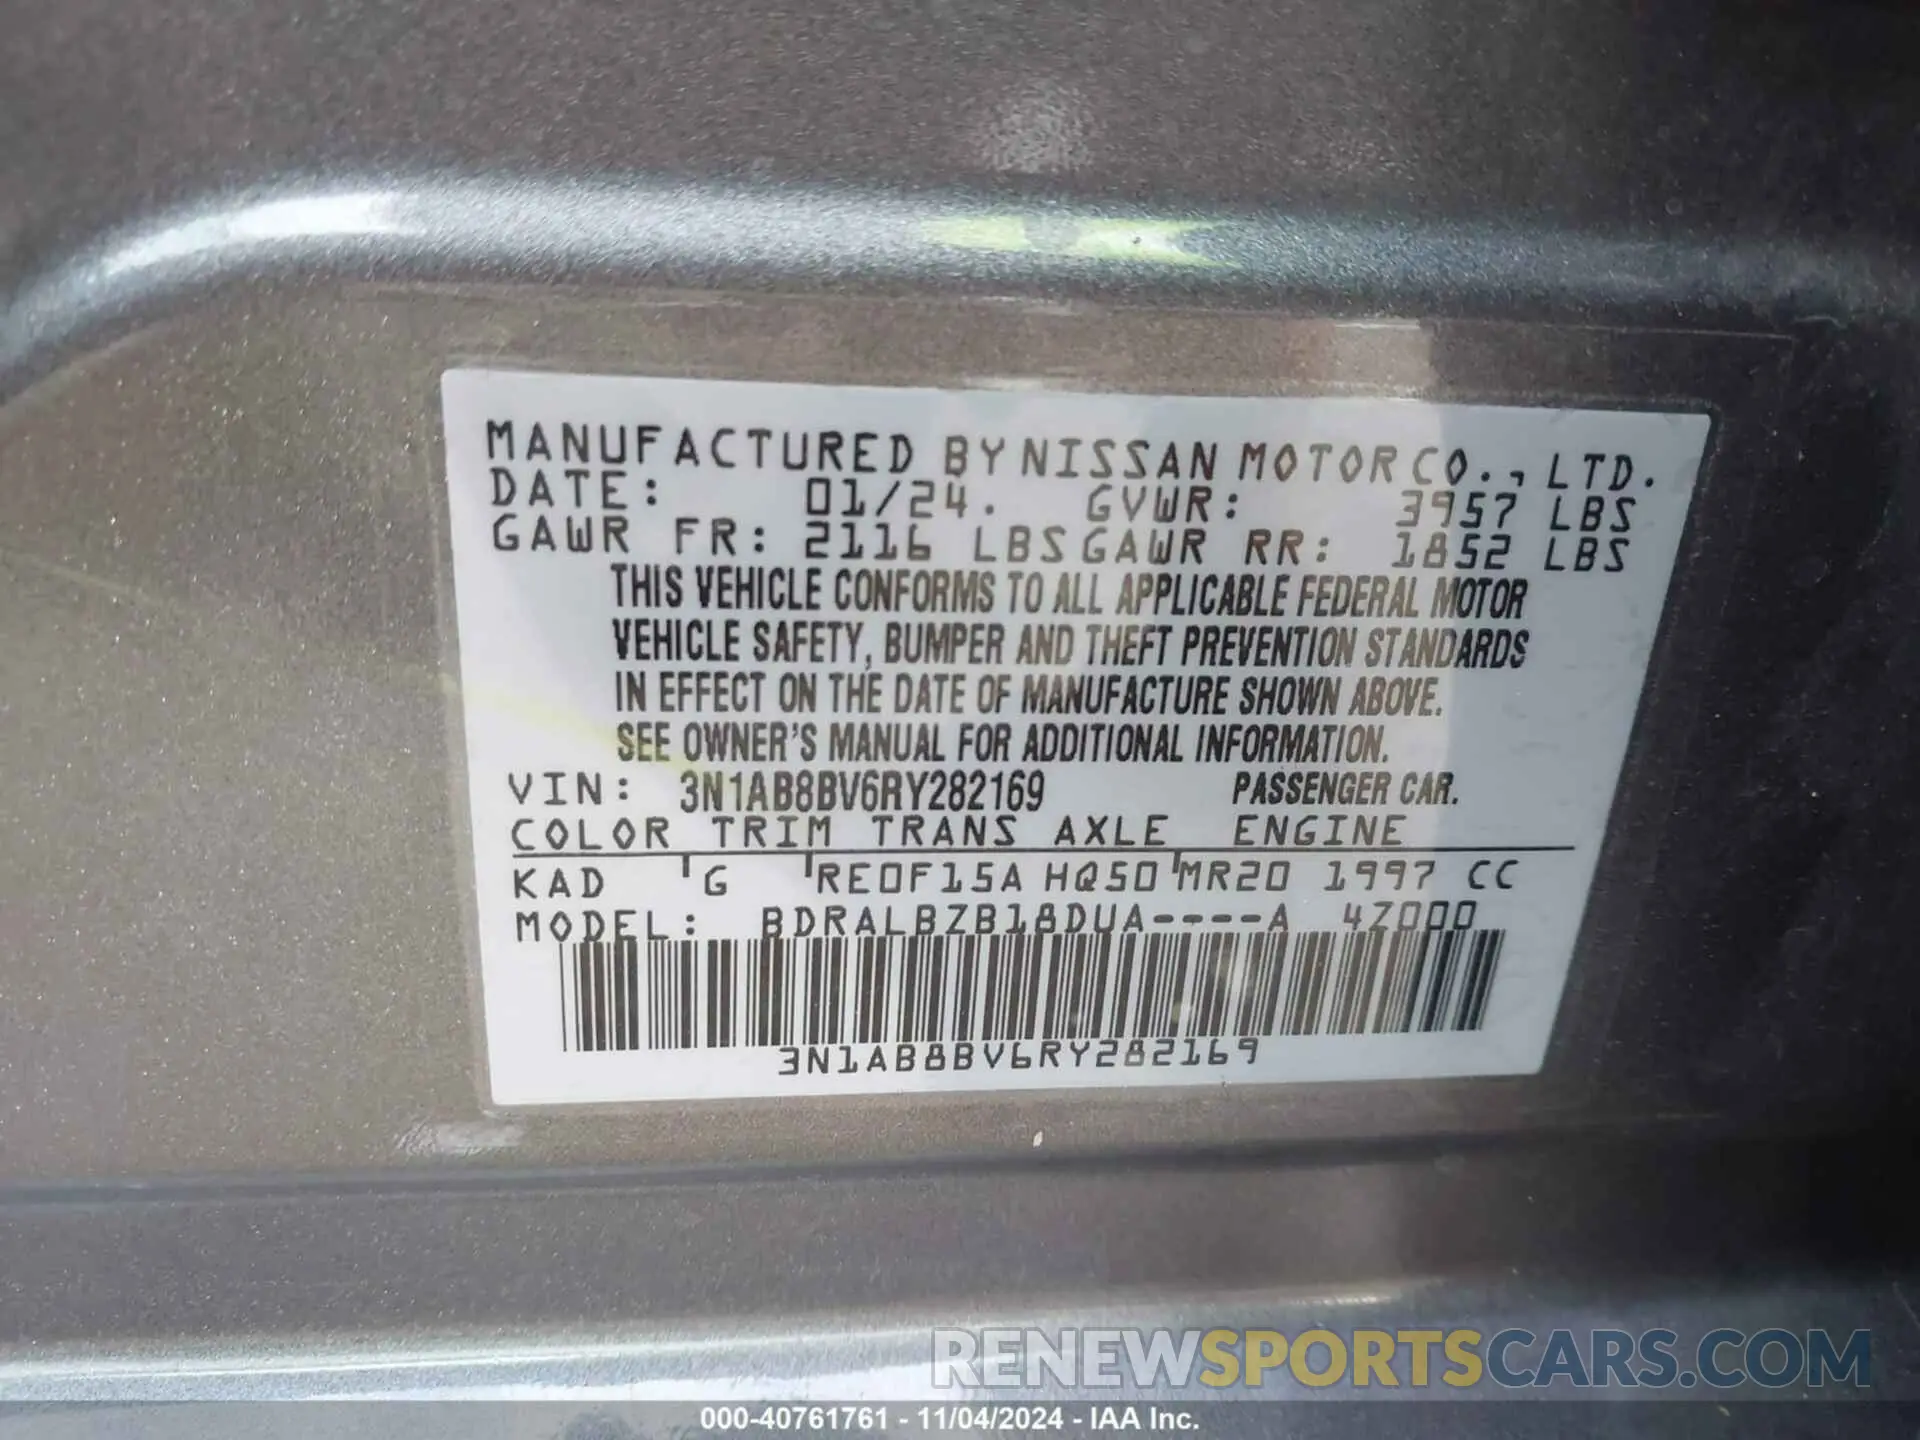 MANUFACTURED BY NISSAN MOTOR CO., LTD.
DATE: 01/24. GVWR: 3957 LBS
GAWR FR: 2116 LBS GAWR RR: 1852 LBS
THIS VEHICLE CONFORMS TO ALL APPLICABLE FEDERAL MOTOR
VEHICLE SAFETY, BUMPER AND THEFT PREVENTION STANDARDS
IN EFFECT ON THE DATE OF MANUFACTURE SHOWN ABOVE.
SEE OWNER'S MANUAL FOR ADDITIONAL INFORMATION.
VIN: 3N1AB8BV6RY282169 PASSENGER CAR.
COLOR TRIM TRANS AXLE ENGINE
KAD G RE0F15A HQ50 MR20 1997 CC
MODEL: BDRALBZB18DUA----A 4Z000
3N1AB8BV6RY282169
RENEWSPORTSCARS.COM
000-40761761 - 11/04/2024 - IAA Inc.